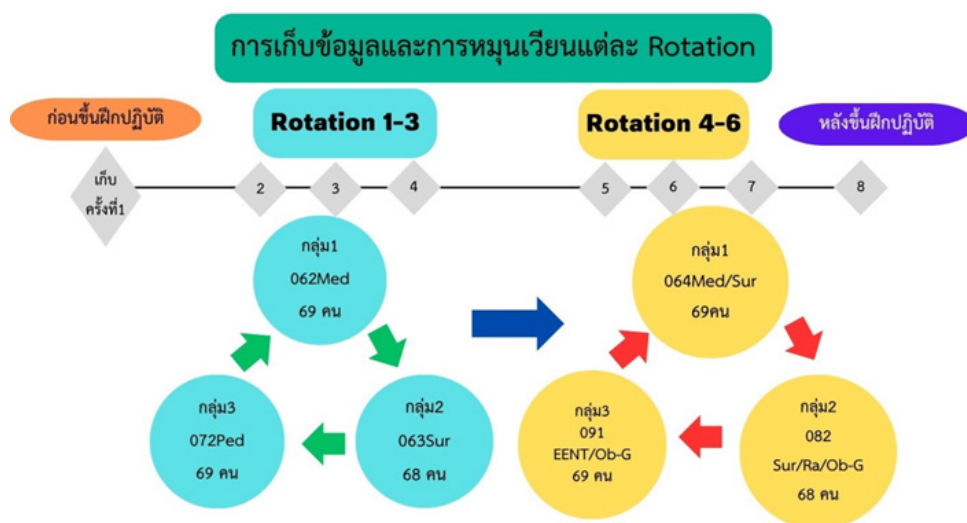 การเก็บข้อมูลและการหมุนเวียนแต่ละ Rotation
ก่อนขึ้นฝึกปฏิบัติ
Rotation 1-3
Rotation 4-6
หลังขึ้นฝึกปฏิบัติ
เก็บ
ครั้งที่1
2
3
4
5
6
7
8
กลุ่ม1
062Med
69 คน
กลุ่ม3
072Ped
69 คน
กลุ่ม2
063Sur
68 คน
กลุ่ม1
064Med/Sur
69คน
กลุ่ม3
091
EENT/Ob-G
69 คน
กลุ่ม2
082
Sur/Ra/Ob-G
68 คน